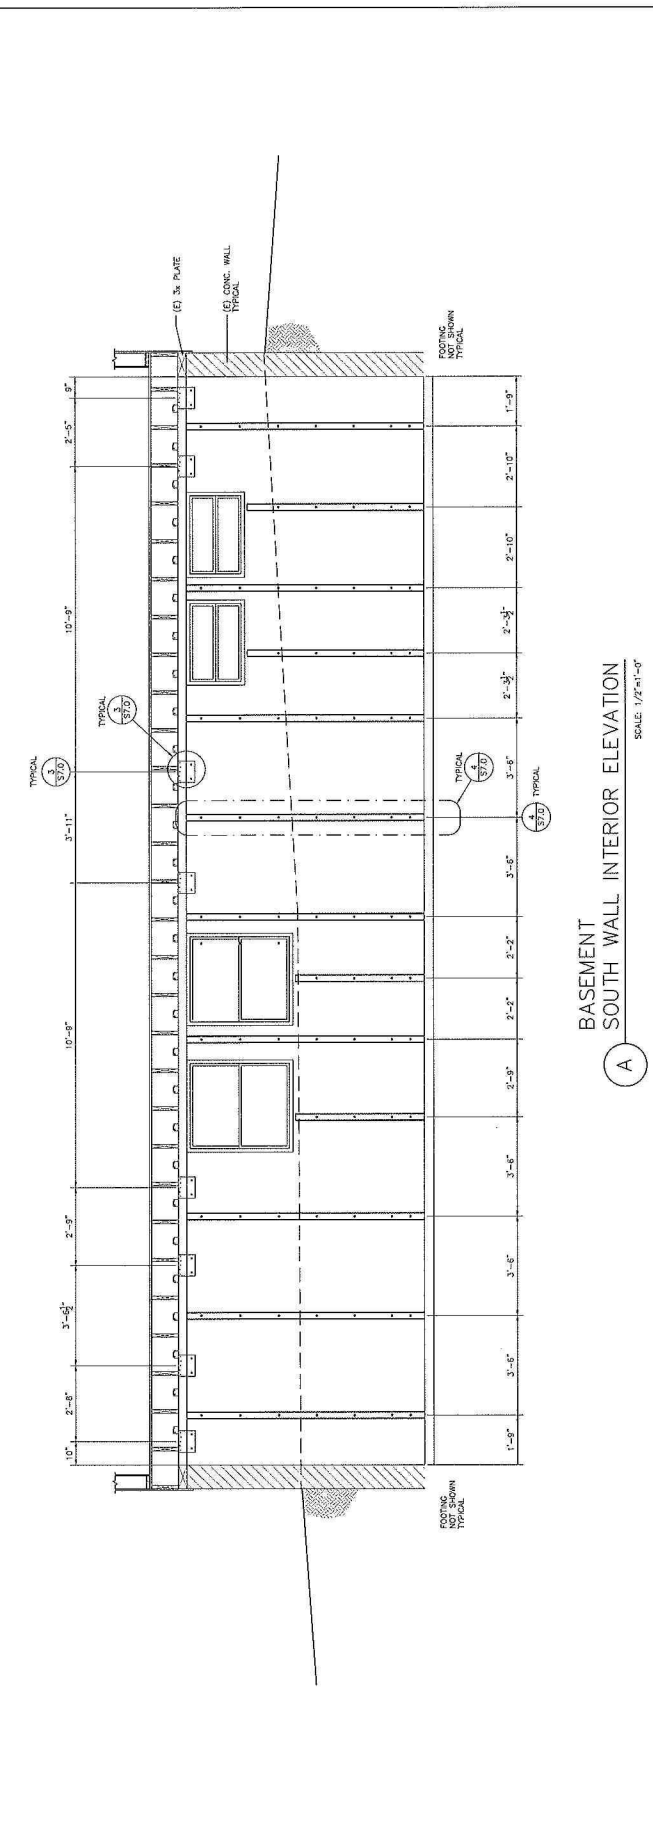 TYPICAL
3
S7.0
10"
2'-8"
3'-6½"
2'-9"
10'-9"
3'-11"
10'-9"
2'-5"
9"
TYPICAL
3
S7.0
(E) 3x PLATE
(E) CONC. WALL
TYPICAL
FOOTING
NOT SHOWN
TYPICAL
FOOTING
NOT SHOWN
TYPICAL
TYPICAL
4
S7.0
1'-9"
3'-6"
3'-6"
3'-6"
2'-9"
2'-2"
2'-2"
3'-6"
3'-6"
2'-3½"
2'-3½"
2'-10"
2'-10"
1'-9"
4
S7.0
TYPICAL
BASEMENT
A SOUTH WALL INTERIOR ELEVATION
SCALE: 1/2"=1'-0"